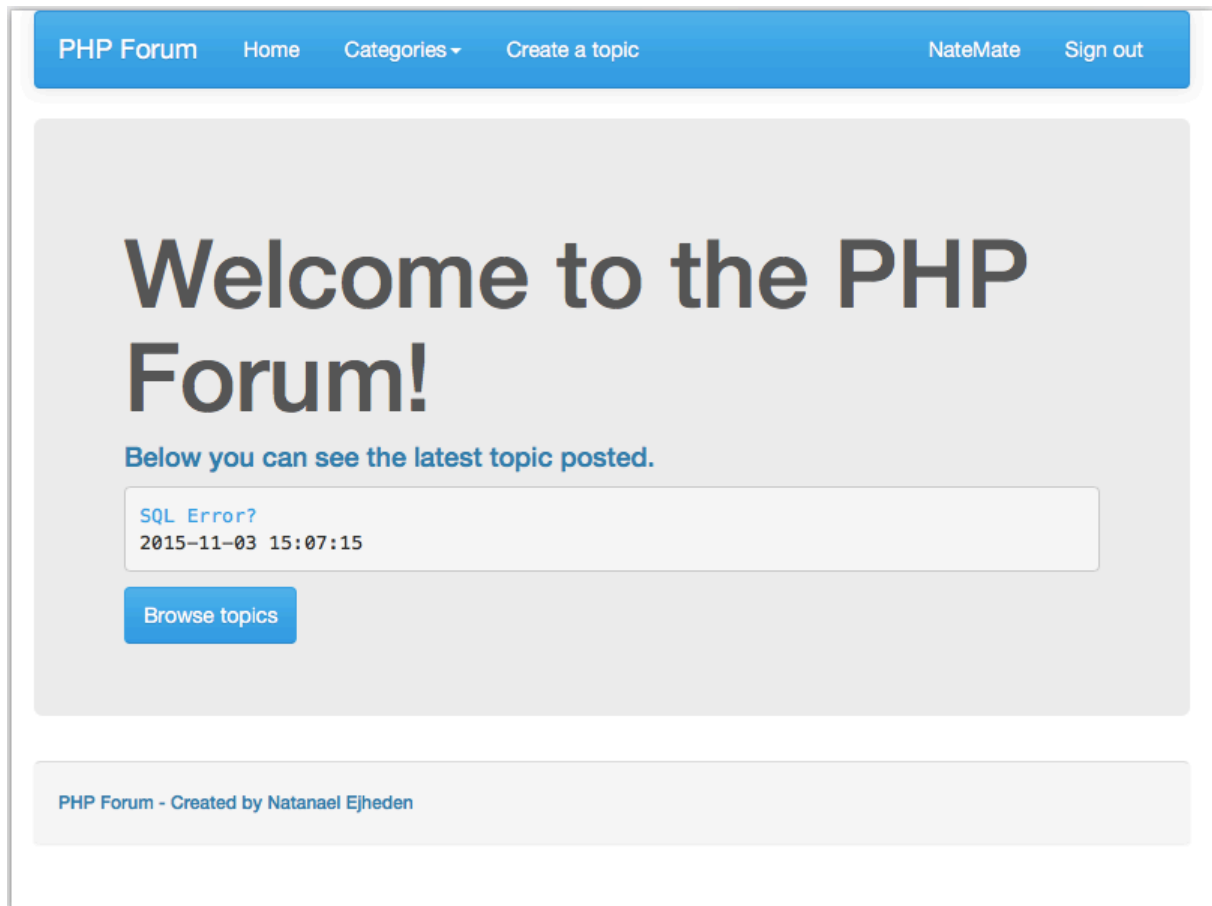 PHP Forum Home Categories Create a topic NateMate Sign out
Welcome to the PHP
Forum!
Below you can see the latest topic posted.
SQL Error?
2015-11-03 15:07:15
Browse topics
PHP Forum - Created by Natanael Ejheden